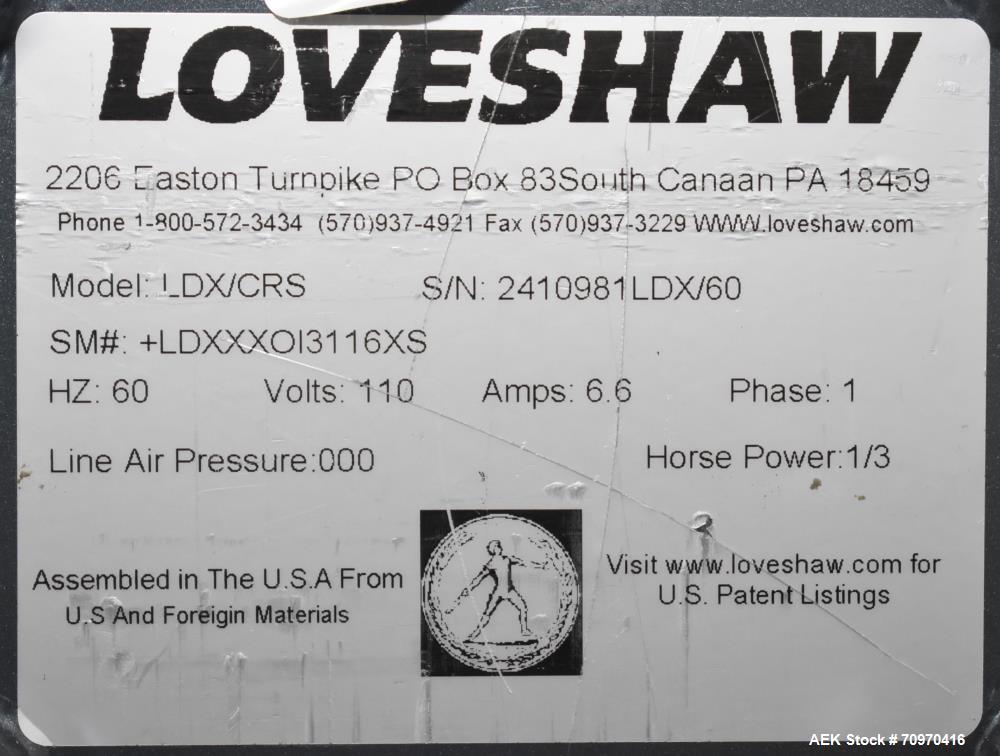 LOVESHAW
2206 Easton Turnpike PO Box 83South Canaan PA 18459
Phone 1-800-572-3434 (570)937-4921 Fax (570)937-3229 WWW.loveshaw.com
Model: LDX/CRS S/N: 2410981LDX/60
SM#: +LDXXXOI3116XS
HZ: 60 Volts: 110 Amps: 6.6 Phase: 1
Line Air Pressure:000 Horse Power:1/3
Assembled in The U.S.A From
U.S And Foreigin Materials
Visit www.loveshaw.com for
U.S. Patent Listings
AEK Stock # 70970416